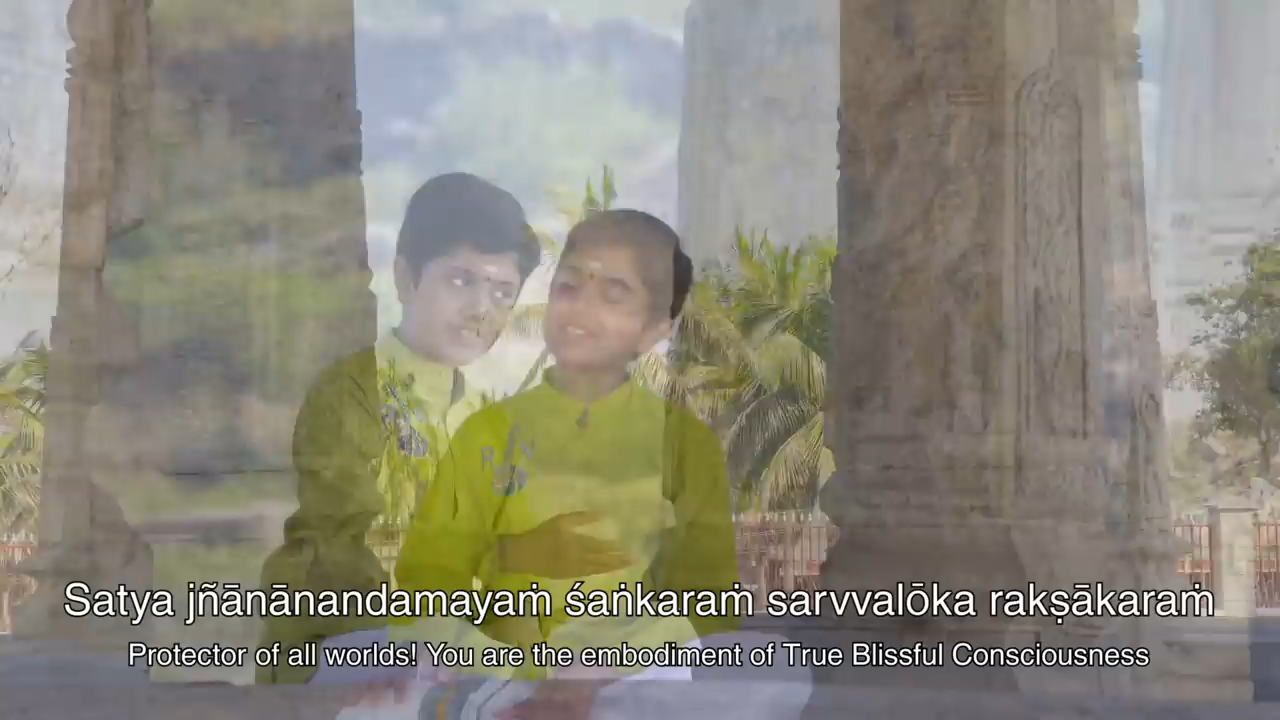 R V
Satya jñānānandamayaṁ śaṅkaraṁ sarvvalōka rakṣākaraṁ
Protector of all worlds! You are the embodiment of True Blissful Consciousness